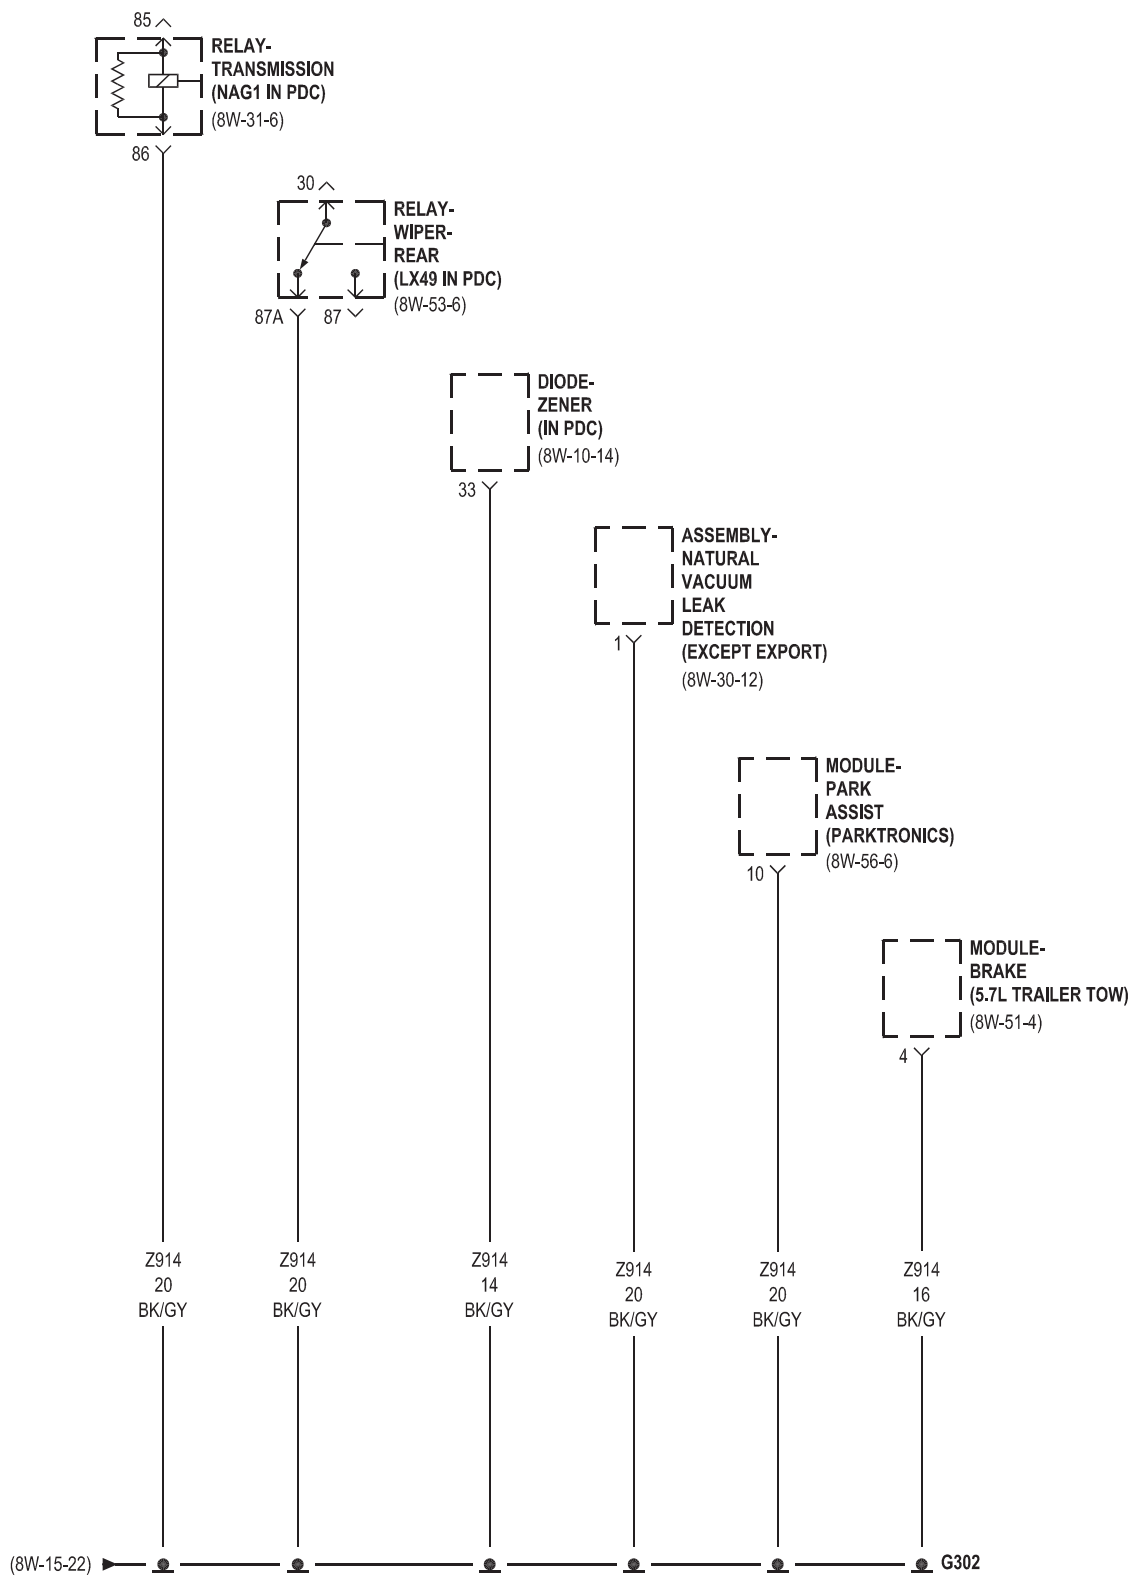 85
RELAY-
TRANSMISSION
(NAG1 IN PDC)
(8W-31-6)
86
30
RELAY-
WIPER-
REAR
(LX49 IN PDC)
(8W-53-6)
87A 87
DIODE-
ZENER
(IN PDC)
(8W-10-14)
33
ASSEMBLY-
NATURAL
VACUUM
LEAK
DETECTION
(EXCEPT EXPORT)
(8W-30-12)
1
MODULE-
PARK
ASSIST
(PARKTRONICS)
(8W-56-6)
10
MODULE-
BRAKE
(5.7L TRAILER TOW)
(8W-51-4)
4
Z914
20
BK/GY
Z914
20
BK/GY
Z914
14
BK/GY
Z914
20
BK/GY
Z914
20
BK/GY
Z914
16
BK/GY
(8W-15-22) G302